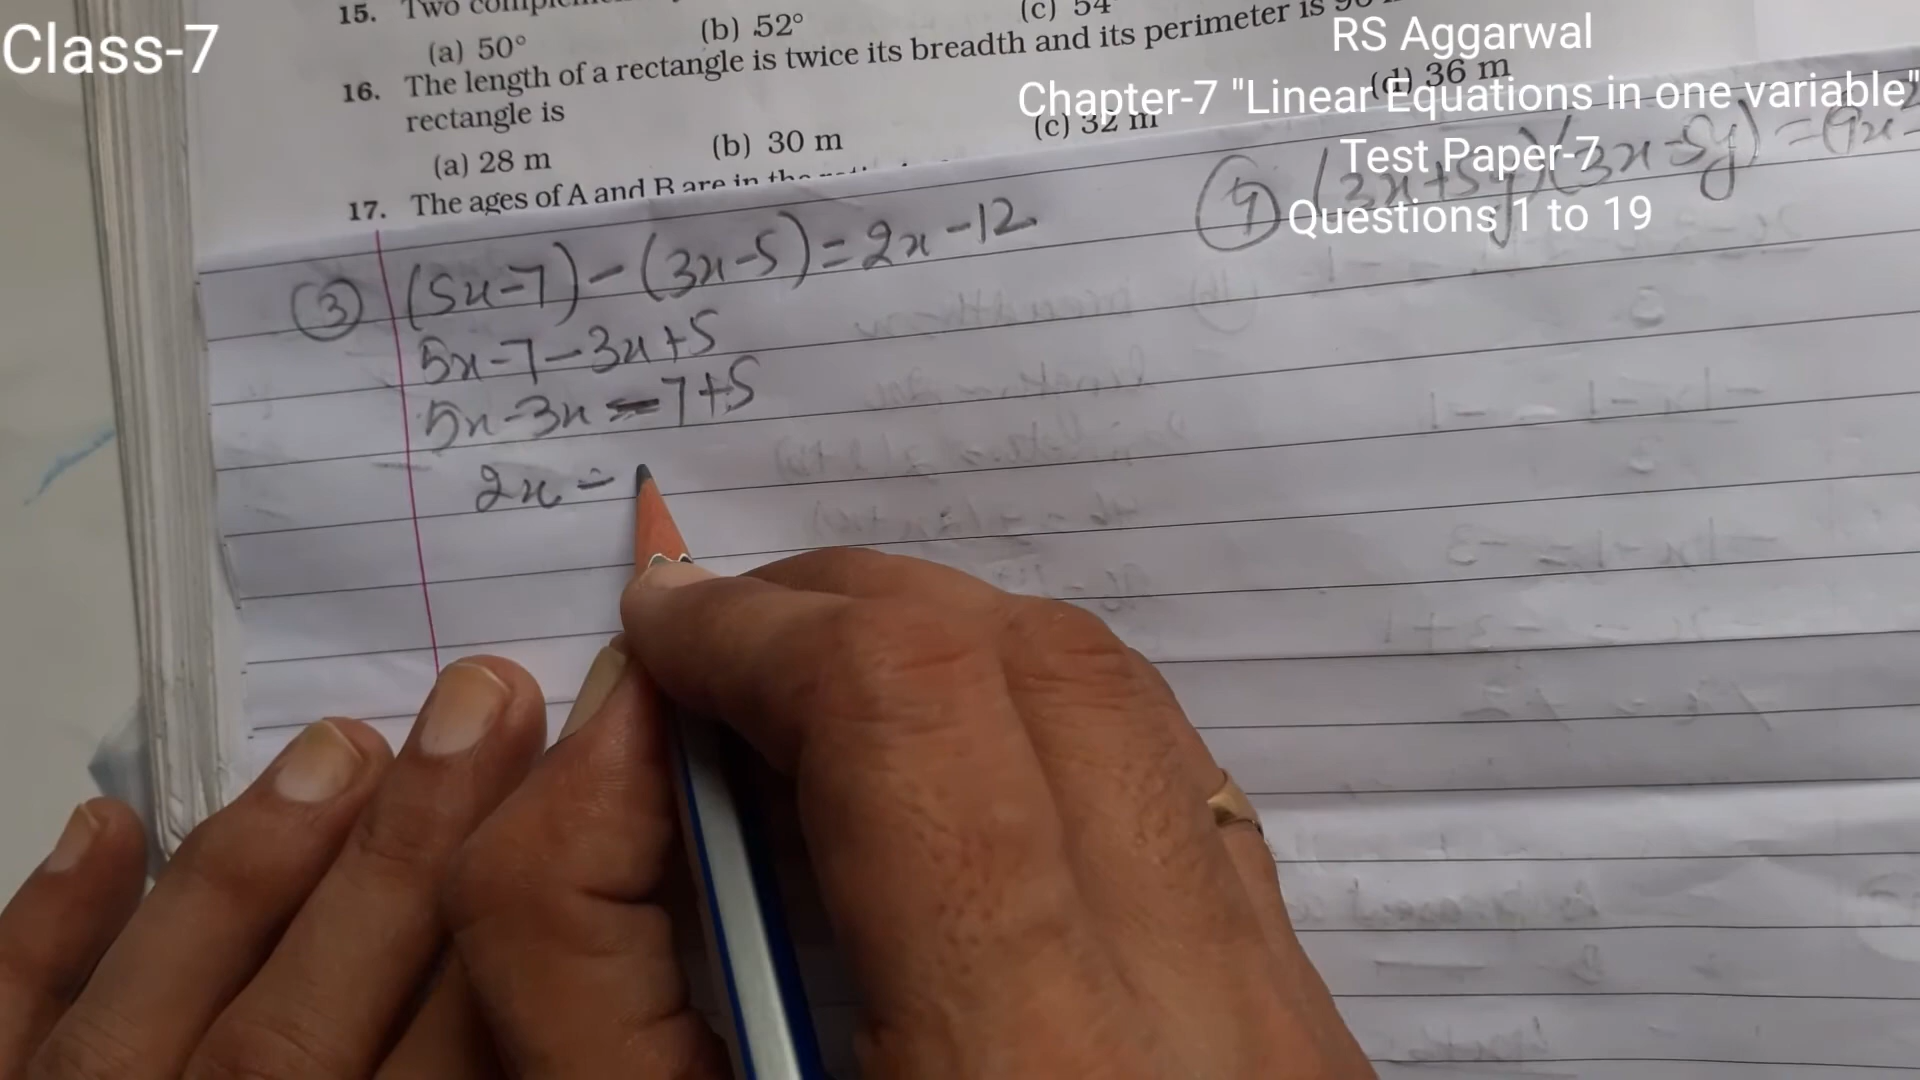 Class-7
RS Aggarwal
Chapter-7 "Linear Equations in one variable"
Test Paper-7
Questions 1 to 19
15. Two
(a) 50° (b) 52° (c) 54
16. The length of a rectangle is twice its breadth and its perimeter is
rectangle is
(a) 28 m (b) 30 m (c) 32 m (d) 36 m
17. The ages of A and B are in the
③ (5x-7)-(3x-5)=2x-12
5x-7-3x+5
5x-3x-7+5
2x -
(3x+5y)(3x-5y)=(9x